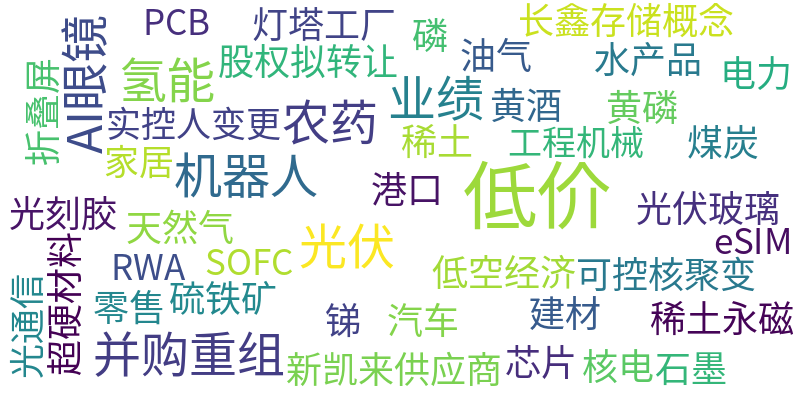 PCB
灯塔工厂
磷
长鑫存储概念
AI眼镜
股权拟转让
油气
水产品
电力
折叠屏
氢能
业绩
黄酒
黄磷
实控人变更
农药
稀土
工程机械
煤炭
家居
机器人
港口
低价
光伏玻璃
光刻胶
天然气
光伏
eSIM
超硬材料
RWA
SOFC
低空经济
可控核聚变
光通信
零售
硫铁矿
锑
汽车
建材
稀土永磁
并购重组
新凯来供应商
芯片
核电
石墨